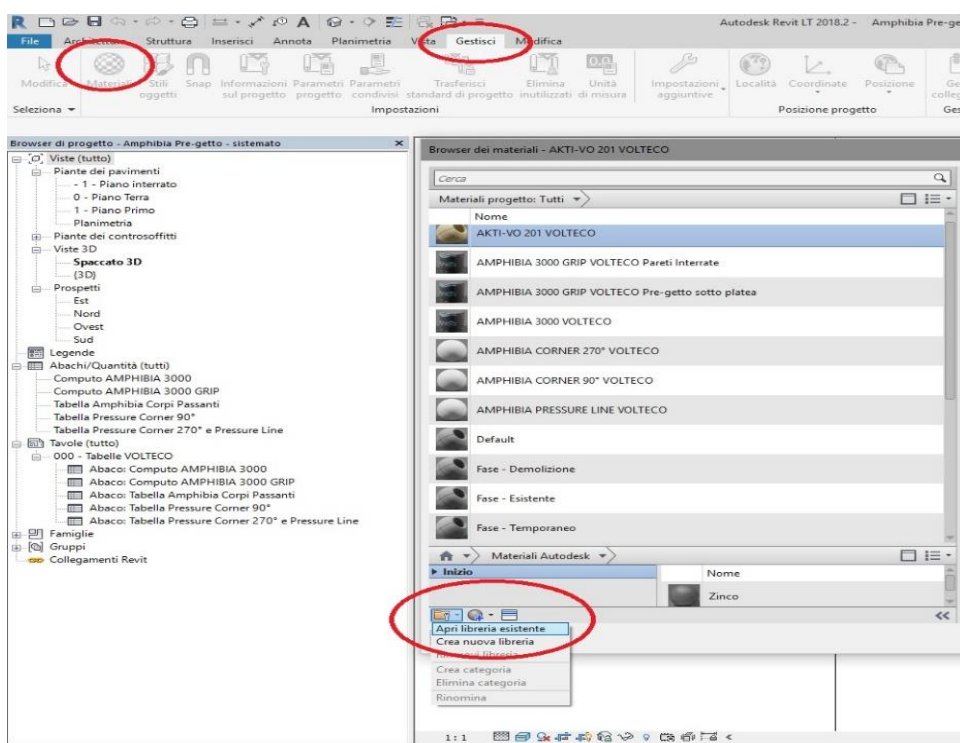 Autodesk Revit LT 2018.2 - Amphibia Pre-ge
File Architettura Struttura Inserisci Annota Planimetria Vista Gestisci Modifica
Modifica Materiali Stili oggetti Snap Informazioni sul progetto Parametri progetto Parametri condivisi Trasferisci standard di progetto Elimina inutilizzati Unità di misura Impostazioni aggiuntive Località Coordinate Posizione
Seleziona Impostazioni Posizione progetto Ges
Browser di progetto - Amphibia Pre-getto - sistemato
Viste (tutto)
Piante dei pavimenti
- 1 - Piano interrato
0 - Piano Terra
1 - Piano Primo
Planimetria
Piante dei controsoffitti
Viste 3D
Spaccato 3D
{3D}
Prospetti
Est
Nord
Ovest
Sud
Legende
Abachi/Quantità (tutti)
Computo AMPHIBIA 3000
Computo AMPHIBIA 3000 GRIP
Tabella Amphibia Corpi Passanti
Tabella Pressure Corner 90°
Tabella Pressure Corner 270° e Pressure Line
Tavole (tutto)
000 - Tabelle VOLTECO
Abaco: Computo AMPHIBIA 3000
Abaco: Computo AMPHIBIA 3000 GRIP
Abaco: Tabella Amphibia Corpi Passanti
Abaco: Tabella Pressure Corner 90°
Abaco: Tabella Pressure Corner 270° e Pressure Line
Famiglie
Gruppi
Collegamenti Revit
Browser dei materiali - AKTI-VO 201 VOLTECO
Cerca
Materiali progetto: Tutti
Nome
AKTI-VO 201 VOLTECO
AMPHIBIA 3000 GRIP VOLTECO Pareti Interrate
AMPHIBIA 3000 GRIP VOLTECO Pre-getto sotto platea
AMPHIBIA 3000 VOLTECO
AMPHIBIA CORNER 270° VOLTECO
AMPHIBIA CORNER 90° VOLTECO
AMPHIBIA PRESSURE LINE VOLTECO
Default
Fase - Demolizione
Fase - Esistente
Fase - Temporaneo
Materiali Autodesk
Inizio Nome
Zinco
Apri libreria esistente
Crea nuova libreria
Crea categoria
Elimina categoria
Rinomina
1 : 1